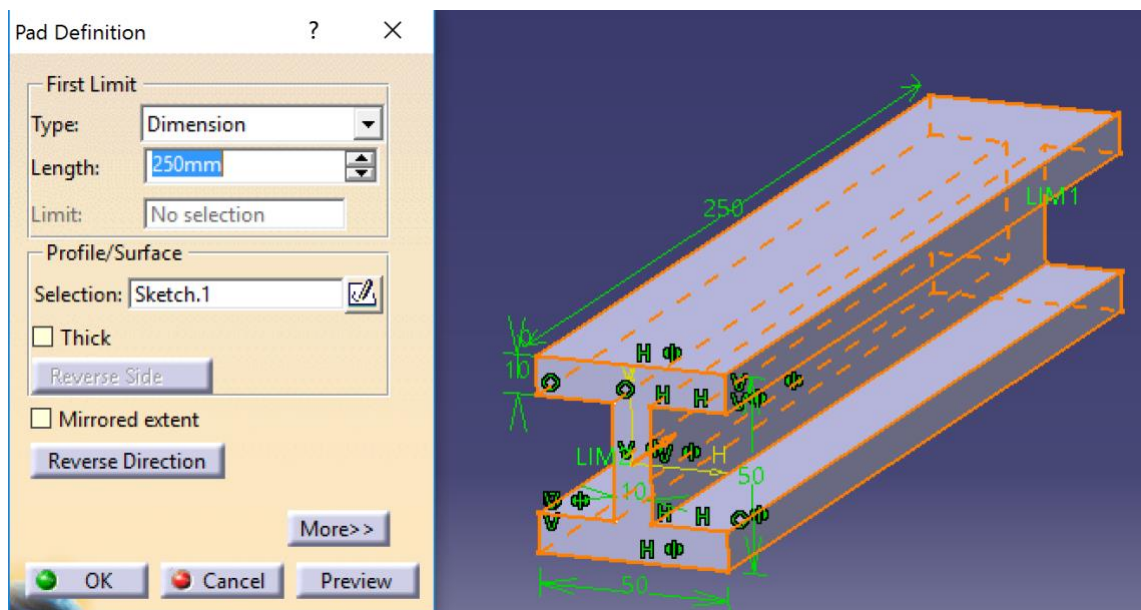 Pad Definition ? ×
First Limit
Type: Dimension
Length: 250mm
Limit: No selection
Profile/Surface
Selection: Sketch.1
Thick
Reverse Side
Mirrored extent
Reverse Direction
More>>
OK Cancel Preview
250
LIM1
10
H
H H
V
V
V V H
50
10
V
V
H H
H
50